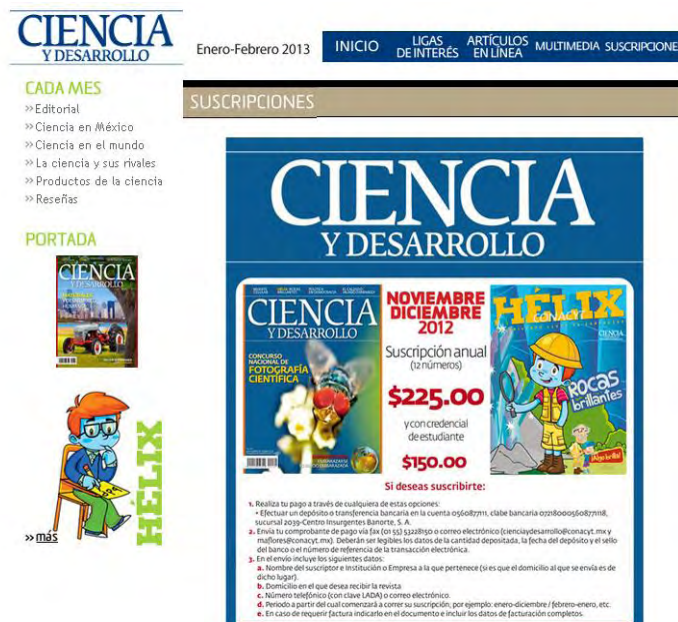 CIENCIA
Y DESARROLLO
Enero-Febrero 2013
INICIO
LIGAS
DE INTERÉS
ARTÍCULOS
EN LÍNEA
MULTIMEDIA
SUSCRIPCIONE
CADA MES
»Editorial
»Ciencia en México
»Ciencia en el mundo
»La ciencia y sus rivales
»Productos de la ciencia
»Reseñas
PORTADA
CIENCIA
Y DESARROLLO
HÉLIX
»más
SUSCRIPCIONES
CIENCIA
Y DESARROLLO
CIENCIA
Y DESARROLLO
CONCURSO
NACIONAL DE
FOTOGRAFÍA
CIENTÍFICA
NOVIEMBRE
DICIEMBRE
2012
Suscripción anual
(12 números)
$225.00
y con credencial
de estudiante
$150.00
HÉLIX
CONACYT
CIENCIA
ROCAS
brillantes
Si deseas suscribirte:
1. Realiza tu pago a través de cualquiera de estas opciones:
• Efectuar un depósito o transferencia bancaria en la cuenta 0560877111, clabe bancaria 072180005608771118,
sucursal 2039-Centro Insurgentes Banorte, S. A.
2. Envía tu comprobante de pago vía fax (01 55) 53228150 o correo electrónico (cienciaydesarrollo@conacyt.mx y
maflores@conacyt.mx). Deberán ser legibles los datos de la cantidad depositada, la fecha del depósito y el sello
del banco o el número de referencia de la transacción electrónica.
3. En el envío incluye los siguientes datos:
a. Nombre del suscriptor e Institución o Empresa a la que pertenece (si es que el domicilio al que se envía es de
dicho lugar).
b. Domicilio en el que desea recibir la revista
c. Número telefónico (con clave LADA) o correo electrónico.
d. Periodo a partir del cual comenzará a correr su suscripción, por ejemplo: enero-diciembre / febrero-enero, etc.
e. En caso de requerir factura indicarlo en el documento e incluir los datos de facturación completos.